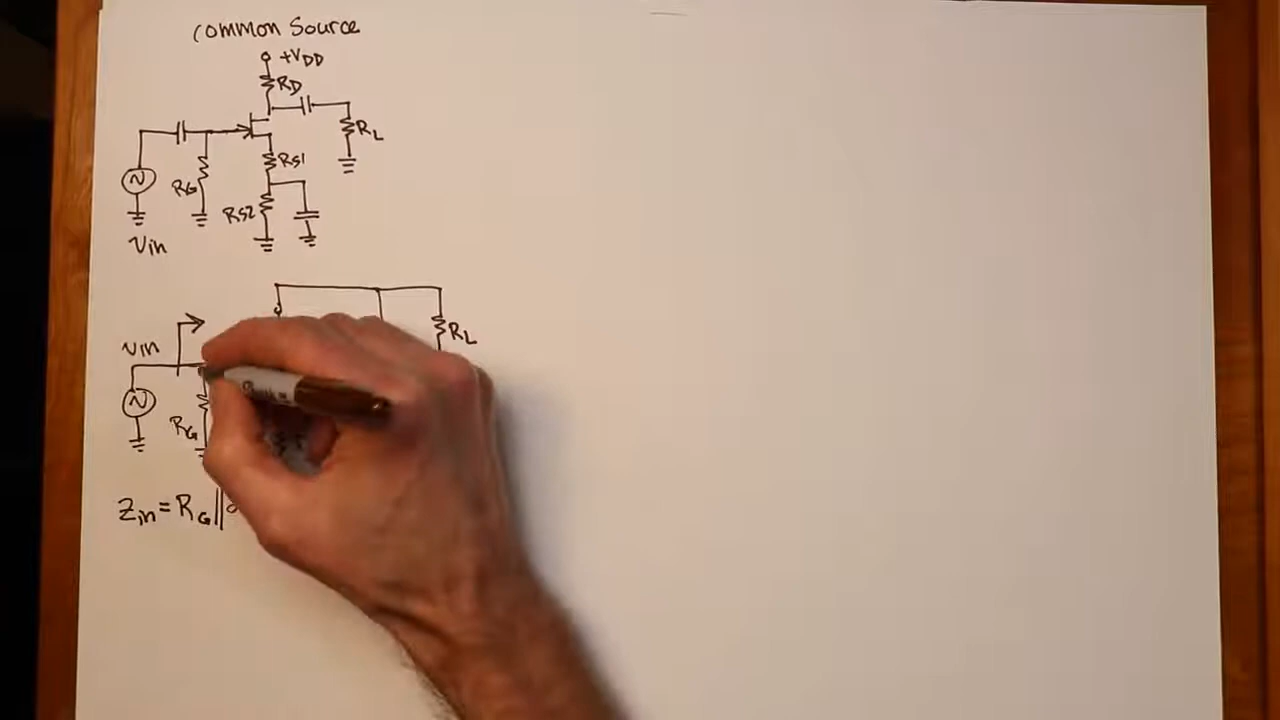 Common Source
+VDD
RD
RL
RS1
RG
RS2
Vin
RL
Vin
RG
Zin = RG ||